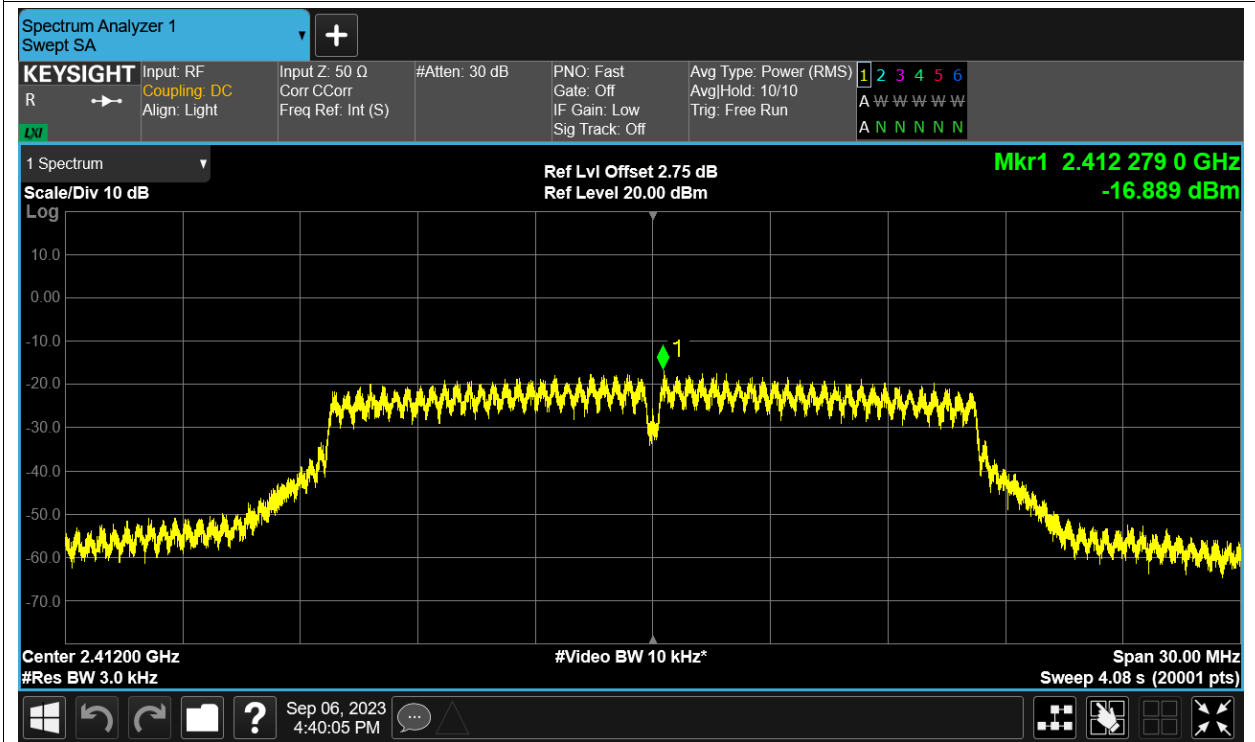 Spectrum Analyzer 1
Swept SA
+
KEYSIGHT
R
LXI
Input: RF
Coupling: DC
Align: Light
Input Z: 50 Ω
Corr CCorr
Freq Ref: Int (S)
#Atten: 30 dB
PNO: Fast
Gate: Off
IF Gain: Low
Sig Track: Off
Avg Type: Power (RMS)
Avg|Hold: 10/10
Trig: Free Run
1 2 3 4 5 6
A W W W W W
A N N N N N
1 Spectrum
Scale/Div 10 dB
Log
Ref Lvl Offset 2.75 dB
Ref Level 20.00 dBm
Mkr1 2.412 279 0 GHz
-16.889 dBm
10.0
0.00
-10.0
1
-20.0
-30.0
-40.0
-50.0
-60.0
-70.0
Center 2.41200 GHz
#Res BW 3.0 kHz
#Video BW 10 kHz*
Span 30.00 MHz
Sweep 4.08 s (20001 pts)
?
Sep 06, 2023
4:40:05 PM